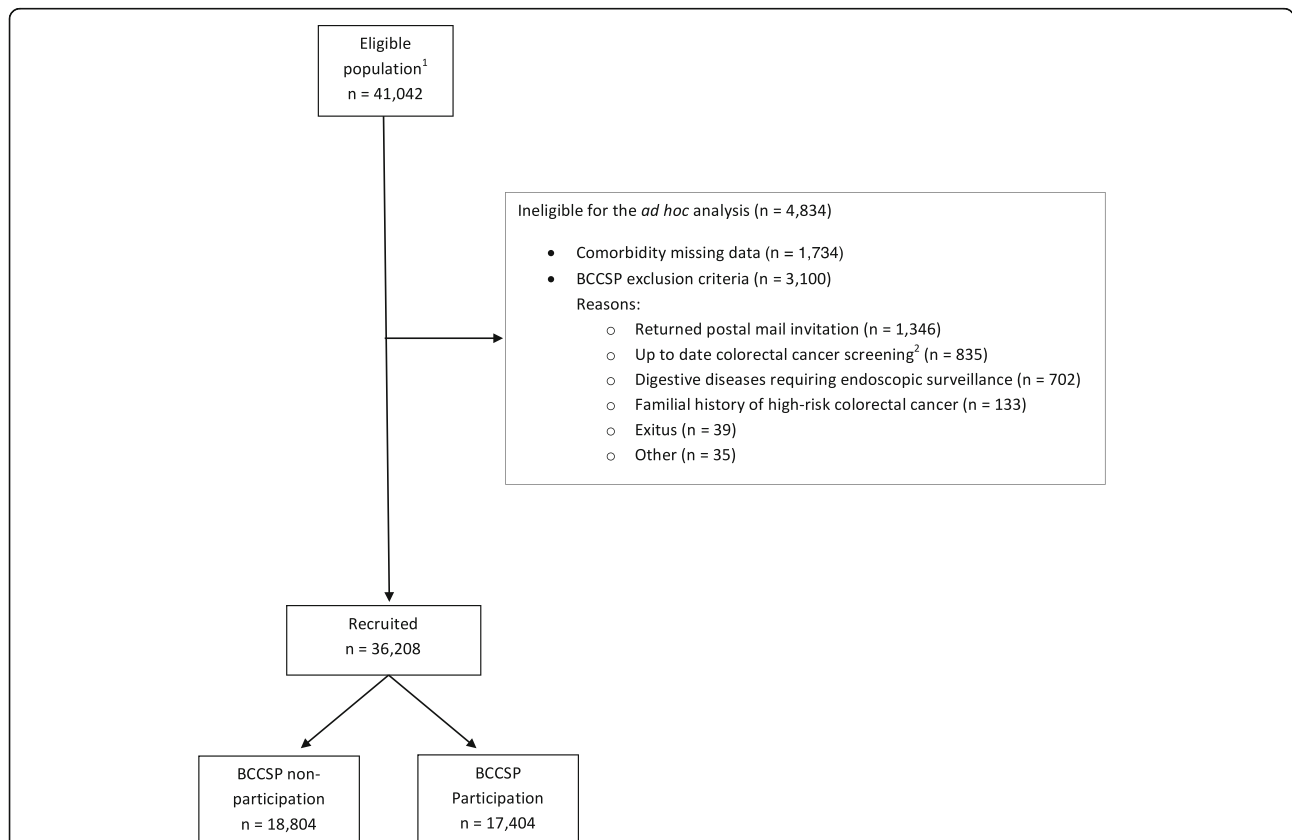 Eligible
population1
n = 41,042
Ineligible for the ad hoc analysis (n = 4,834)
• Comorbidity missing data (n = 1,734)
• BCCSP exclusion criteria (n = 3,100)
Reasons:
o Returned postal mail invitation (n = 1,346)
o Up to date colorectal cancer screening2 (n = 835)
o Digestive diseases requiring endoscopic surveillance (n = 702)
o Familial history of high-risk colorectal cancer (n = 133)
o Exitus (n = 39)
o Other (n = 35)
Recruited
n = 36,208
BCCSP non-
participation
n = 18,804
BCCSP
Participation
n = 17,404